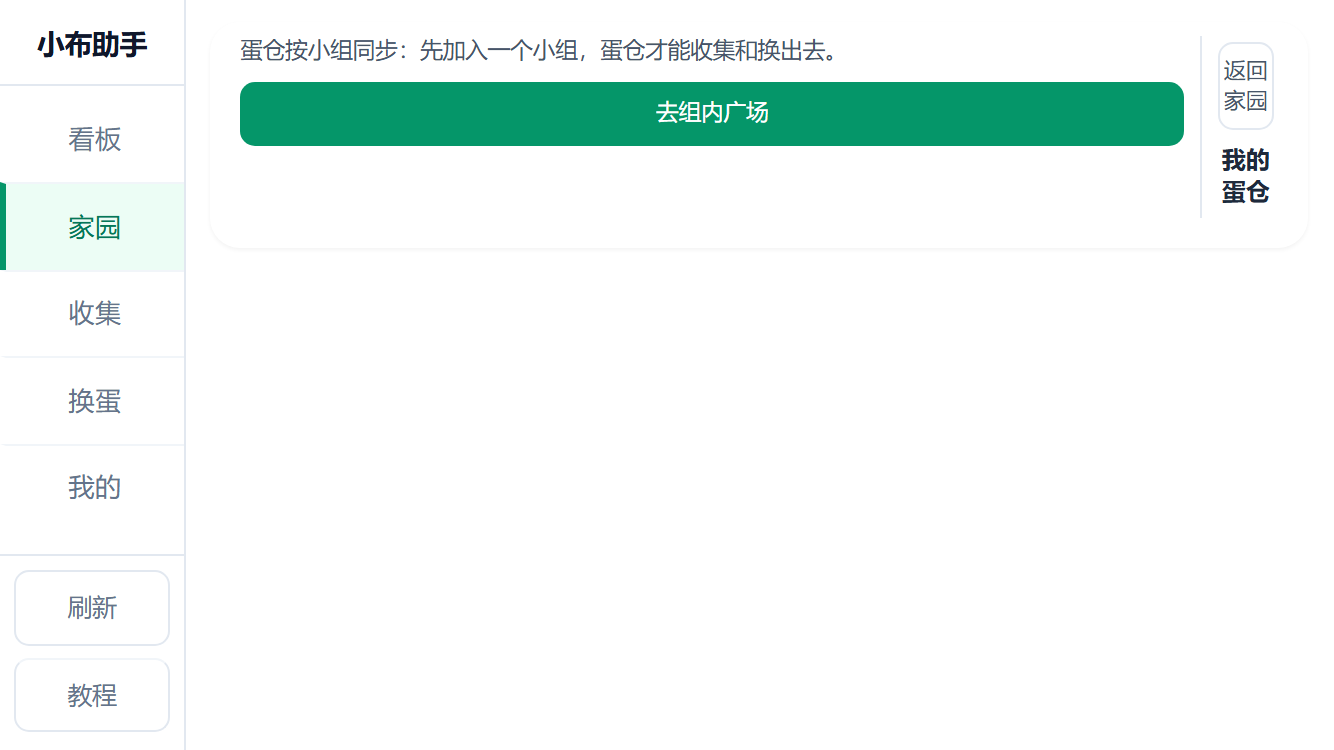 小布助手
看板
家园
收集
换蛋
我的
刷新
教程
蛋仓按小组同步：先加入一个小组，蛋仓才能收集和换出去。
去组内广场
返回
家园
我的
蛋仓